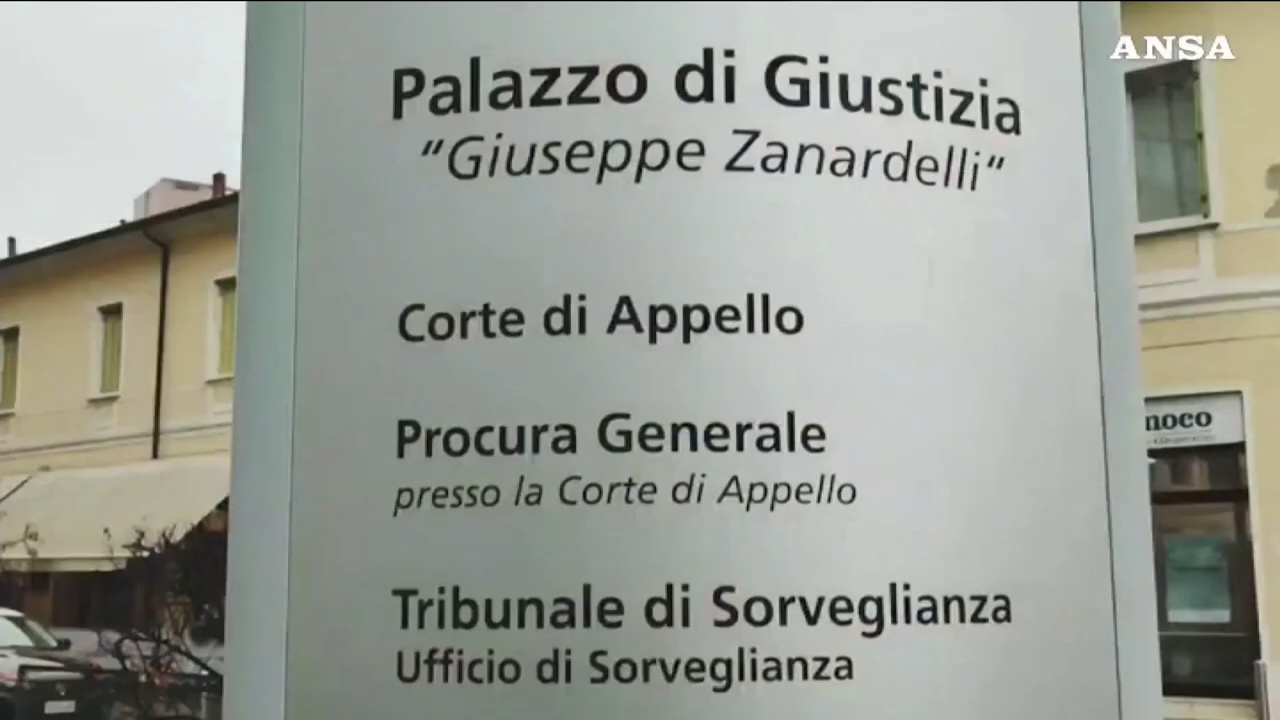 ANSA
Palazzo di Giustizia
"Giuseppe Zanardelli"
Corte di Appello
Procura Generale
presso la Corte di Appello
Tribunale di Sorveglianza
Ufficio di Sorveglianza
noco